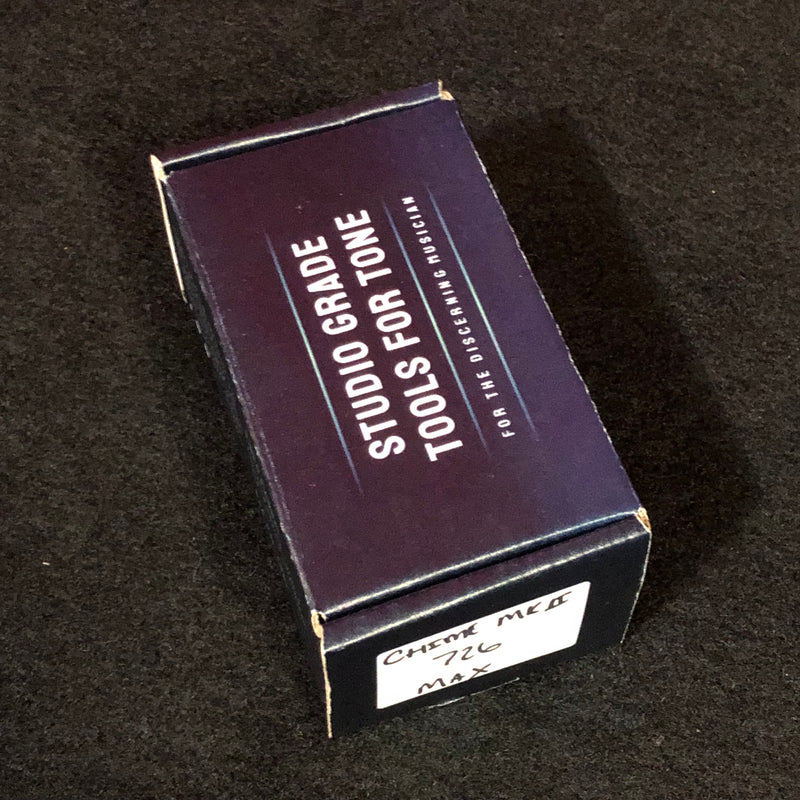 STUDIO GRADE
TOOLS FOR TONE
FOR THE DISCERNING MUSICIAN
CHIME MKII
726
MAX